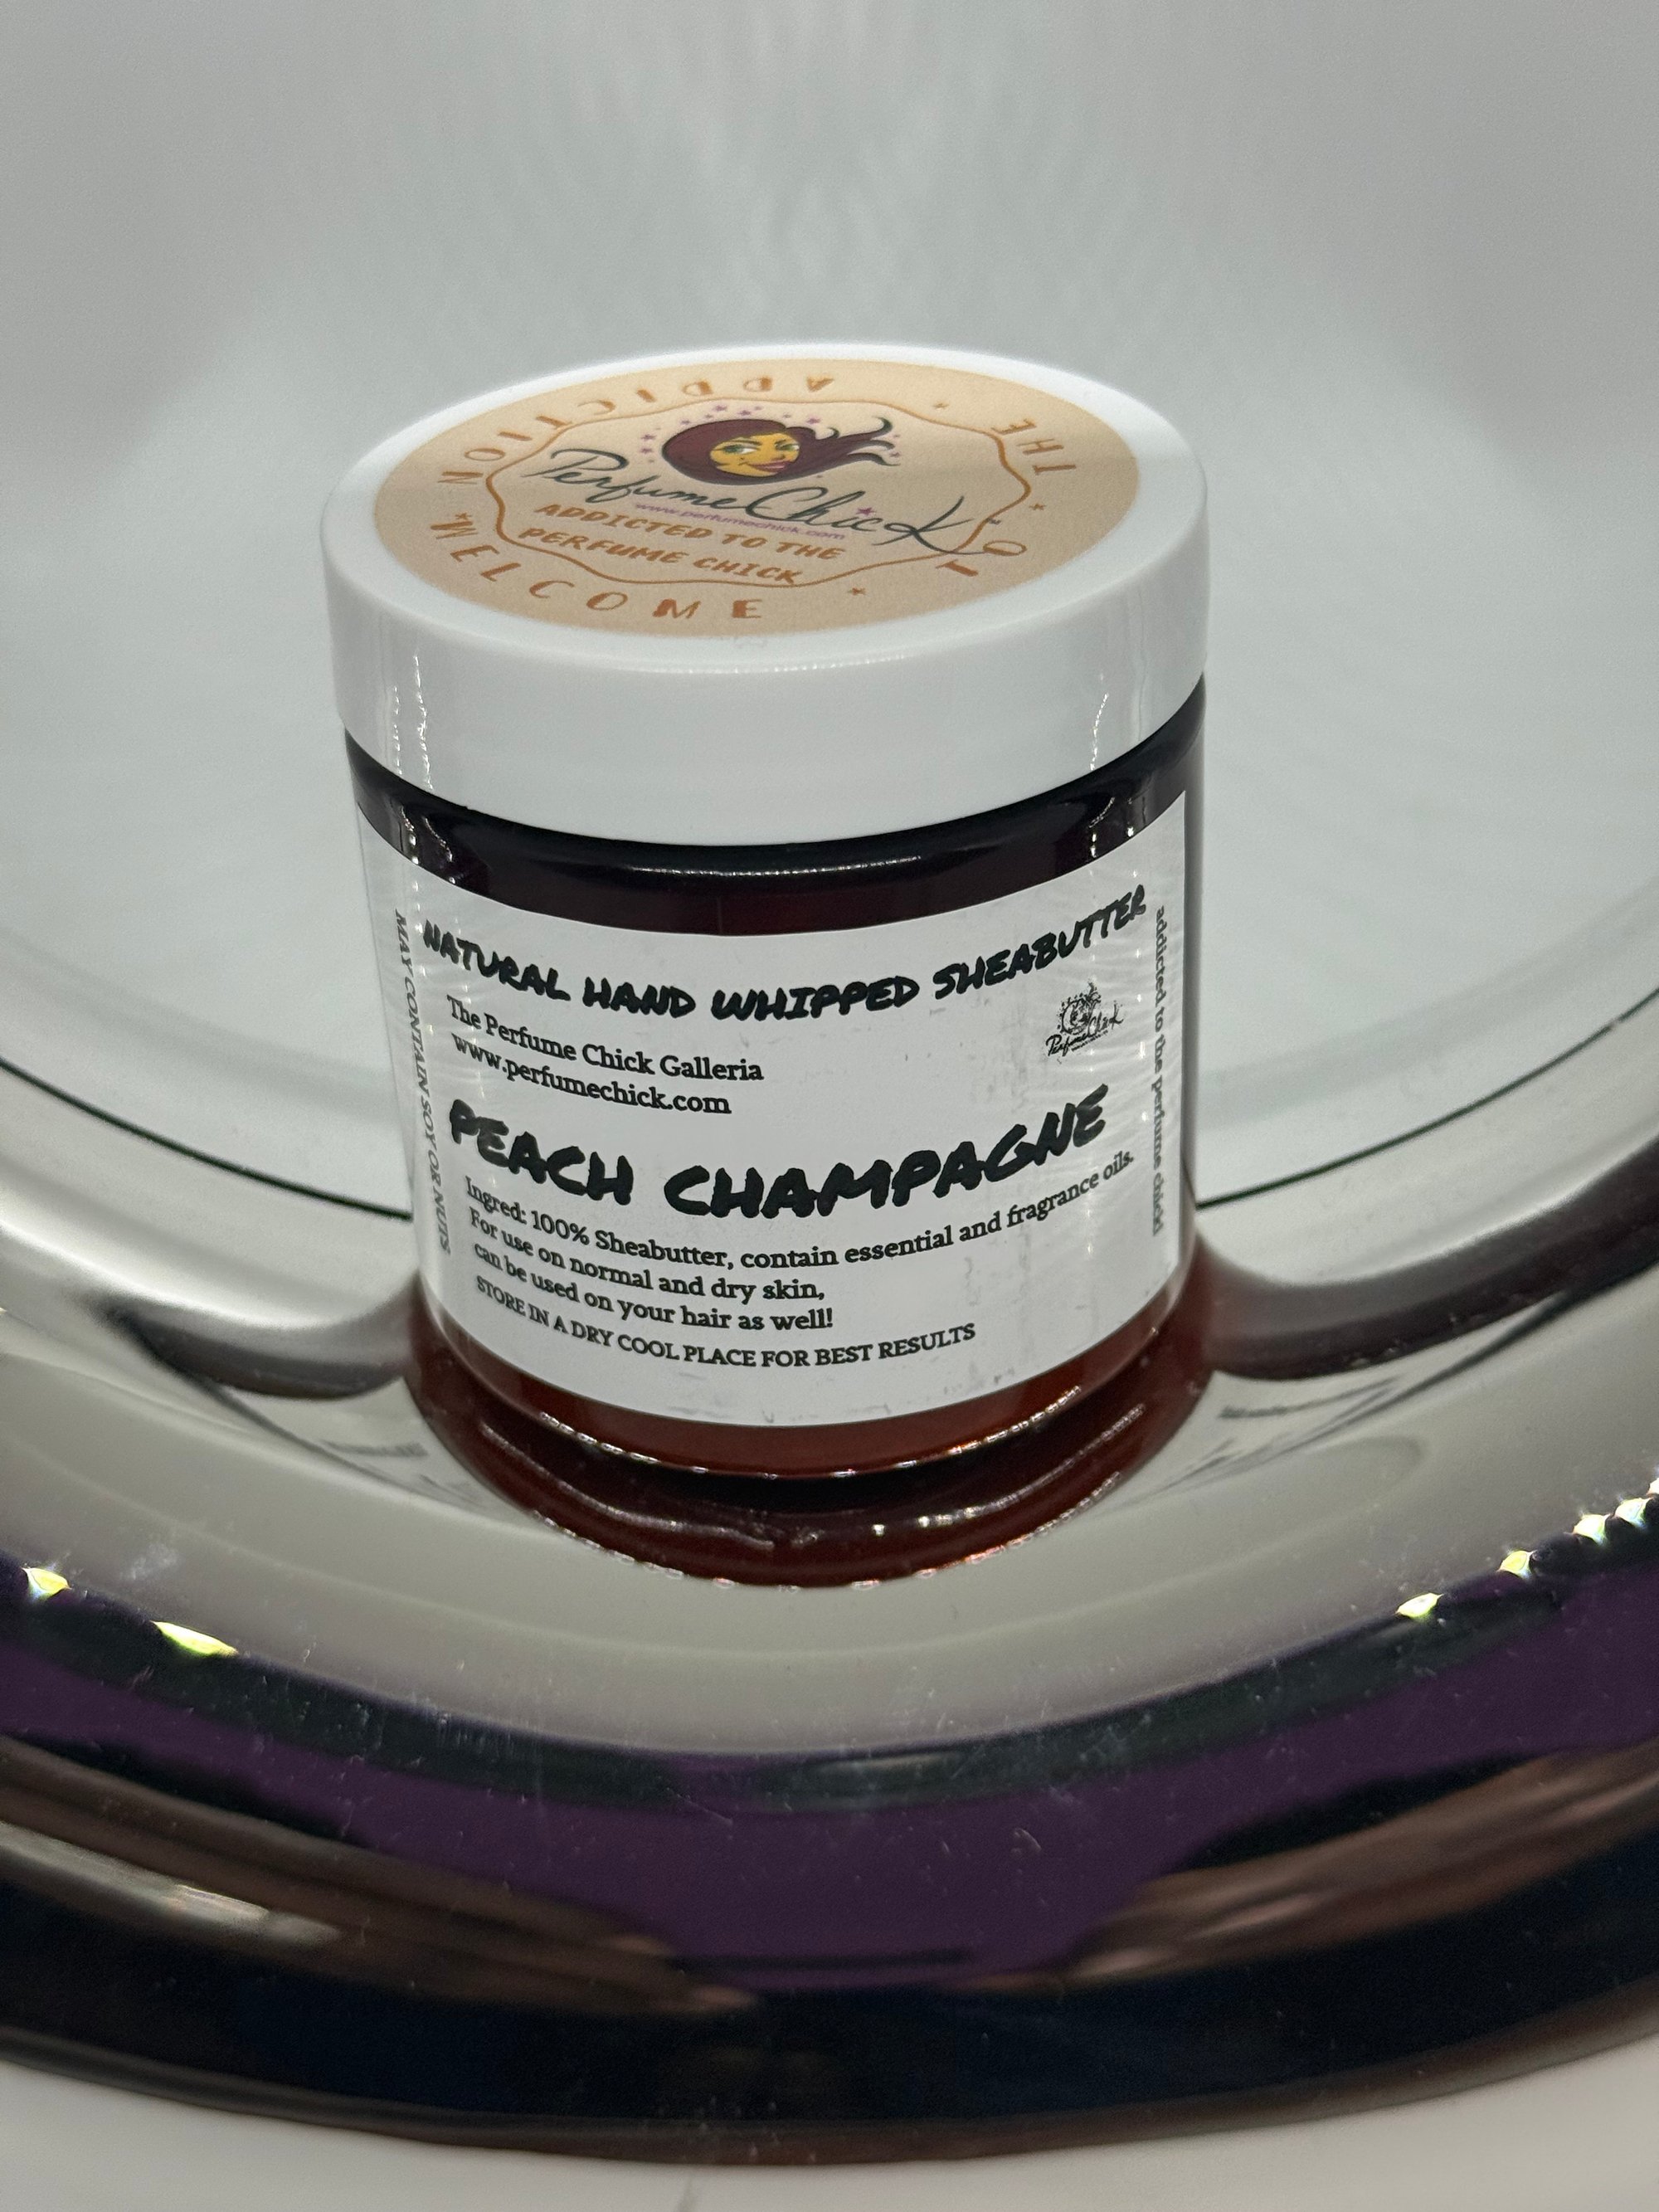 WELCOME * TO * THE * ADDICTION *
PerfumeChick
www.perfumechick.com
ADDICTED TO THE
PERFUME CHICK
NATURAL HAND WHIPPED SHEABUTTER
The Perfume Chick Galleria
www.perfumechick.com
PerfumeChick
PEACH CHAMPAGNE
Ingred: 100% Sheabutter, contain essential and fragrance oils.
For use on normal and dry skin,
can be used on your hair as well!
STORE IN A DRY COOL PLACE FOR BEST RESULTS
MAY CONTAIN SOY OR NUTS
addicted to the perfume chick!